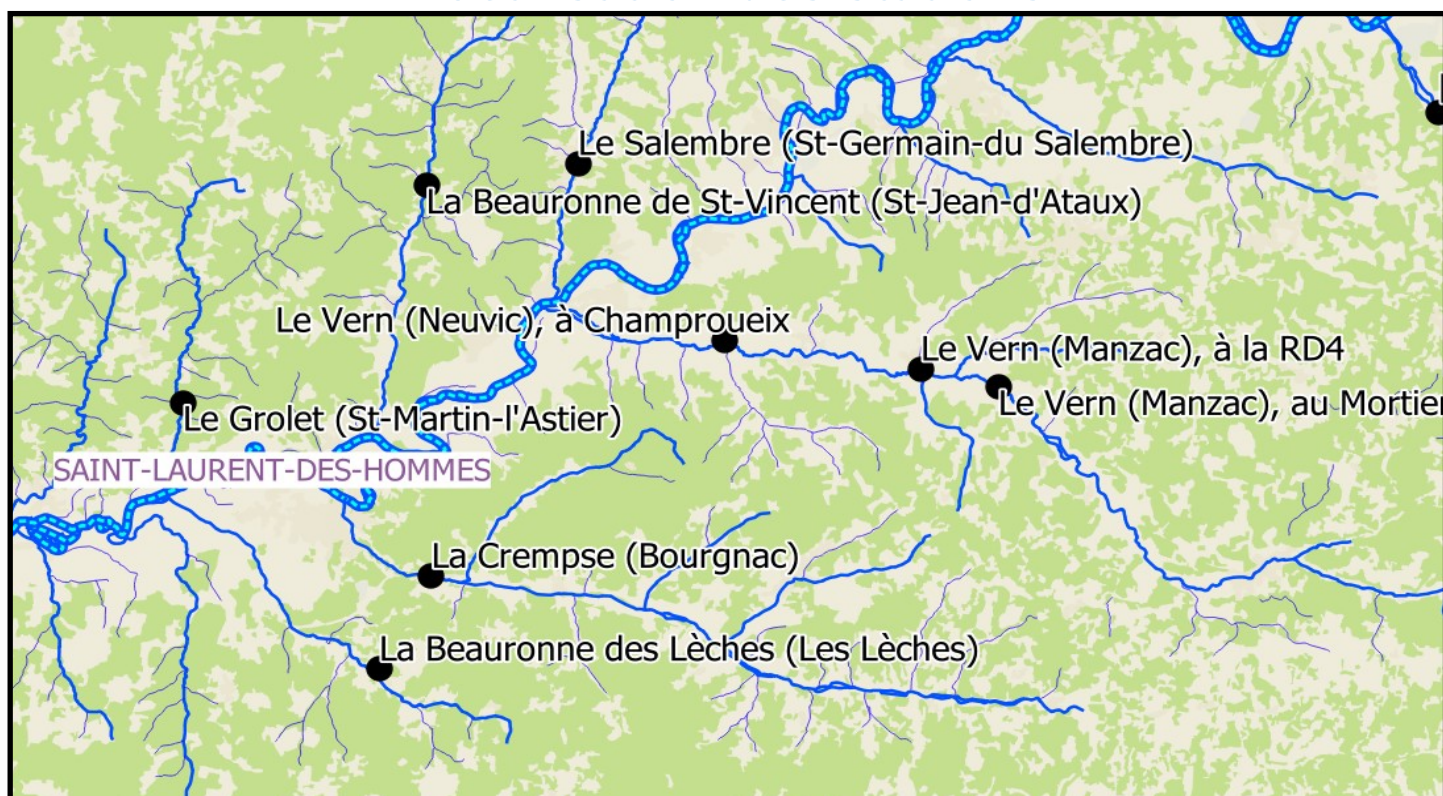 Le Salembre (St-Germain-du Salembre)
La Beauronne de St-Vincent (St-Jean-d'Ataux)
Le Vern (Neuvic), à Champroueix
Le Vern (Manzac), à la RD4
Le Vern (Manzac), au Mortier
Le Grolet (St-Martin-l'Astier)
SAINT-LAURENT-DES-HOMMES
La Crempse (Bourgnac)
La Beauronne des Lèches (Les Lèches)